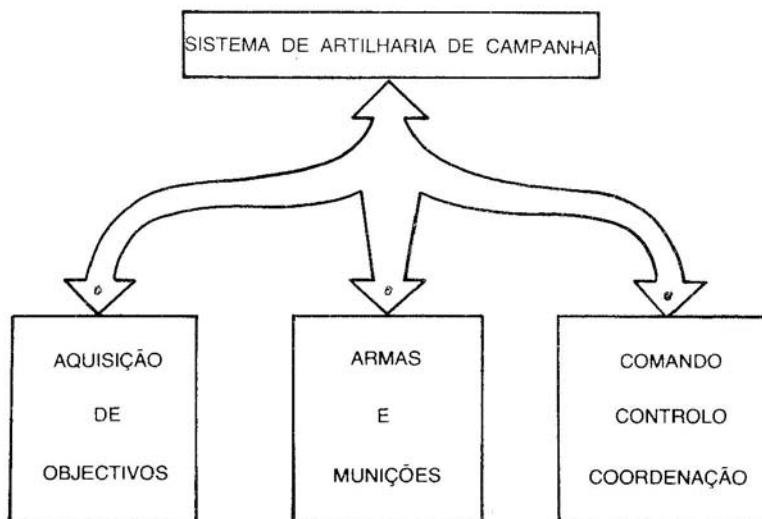 SISTEMA DE ARTILHARIA DE CAMPANHA
AQUISIÇÃO
DE
OBJECTIVOS
ARMAS
E
MUNIÇÕES
COMANDO
CONTROLO
COORDENAÇÃO